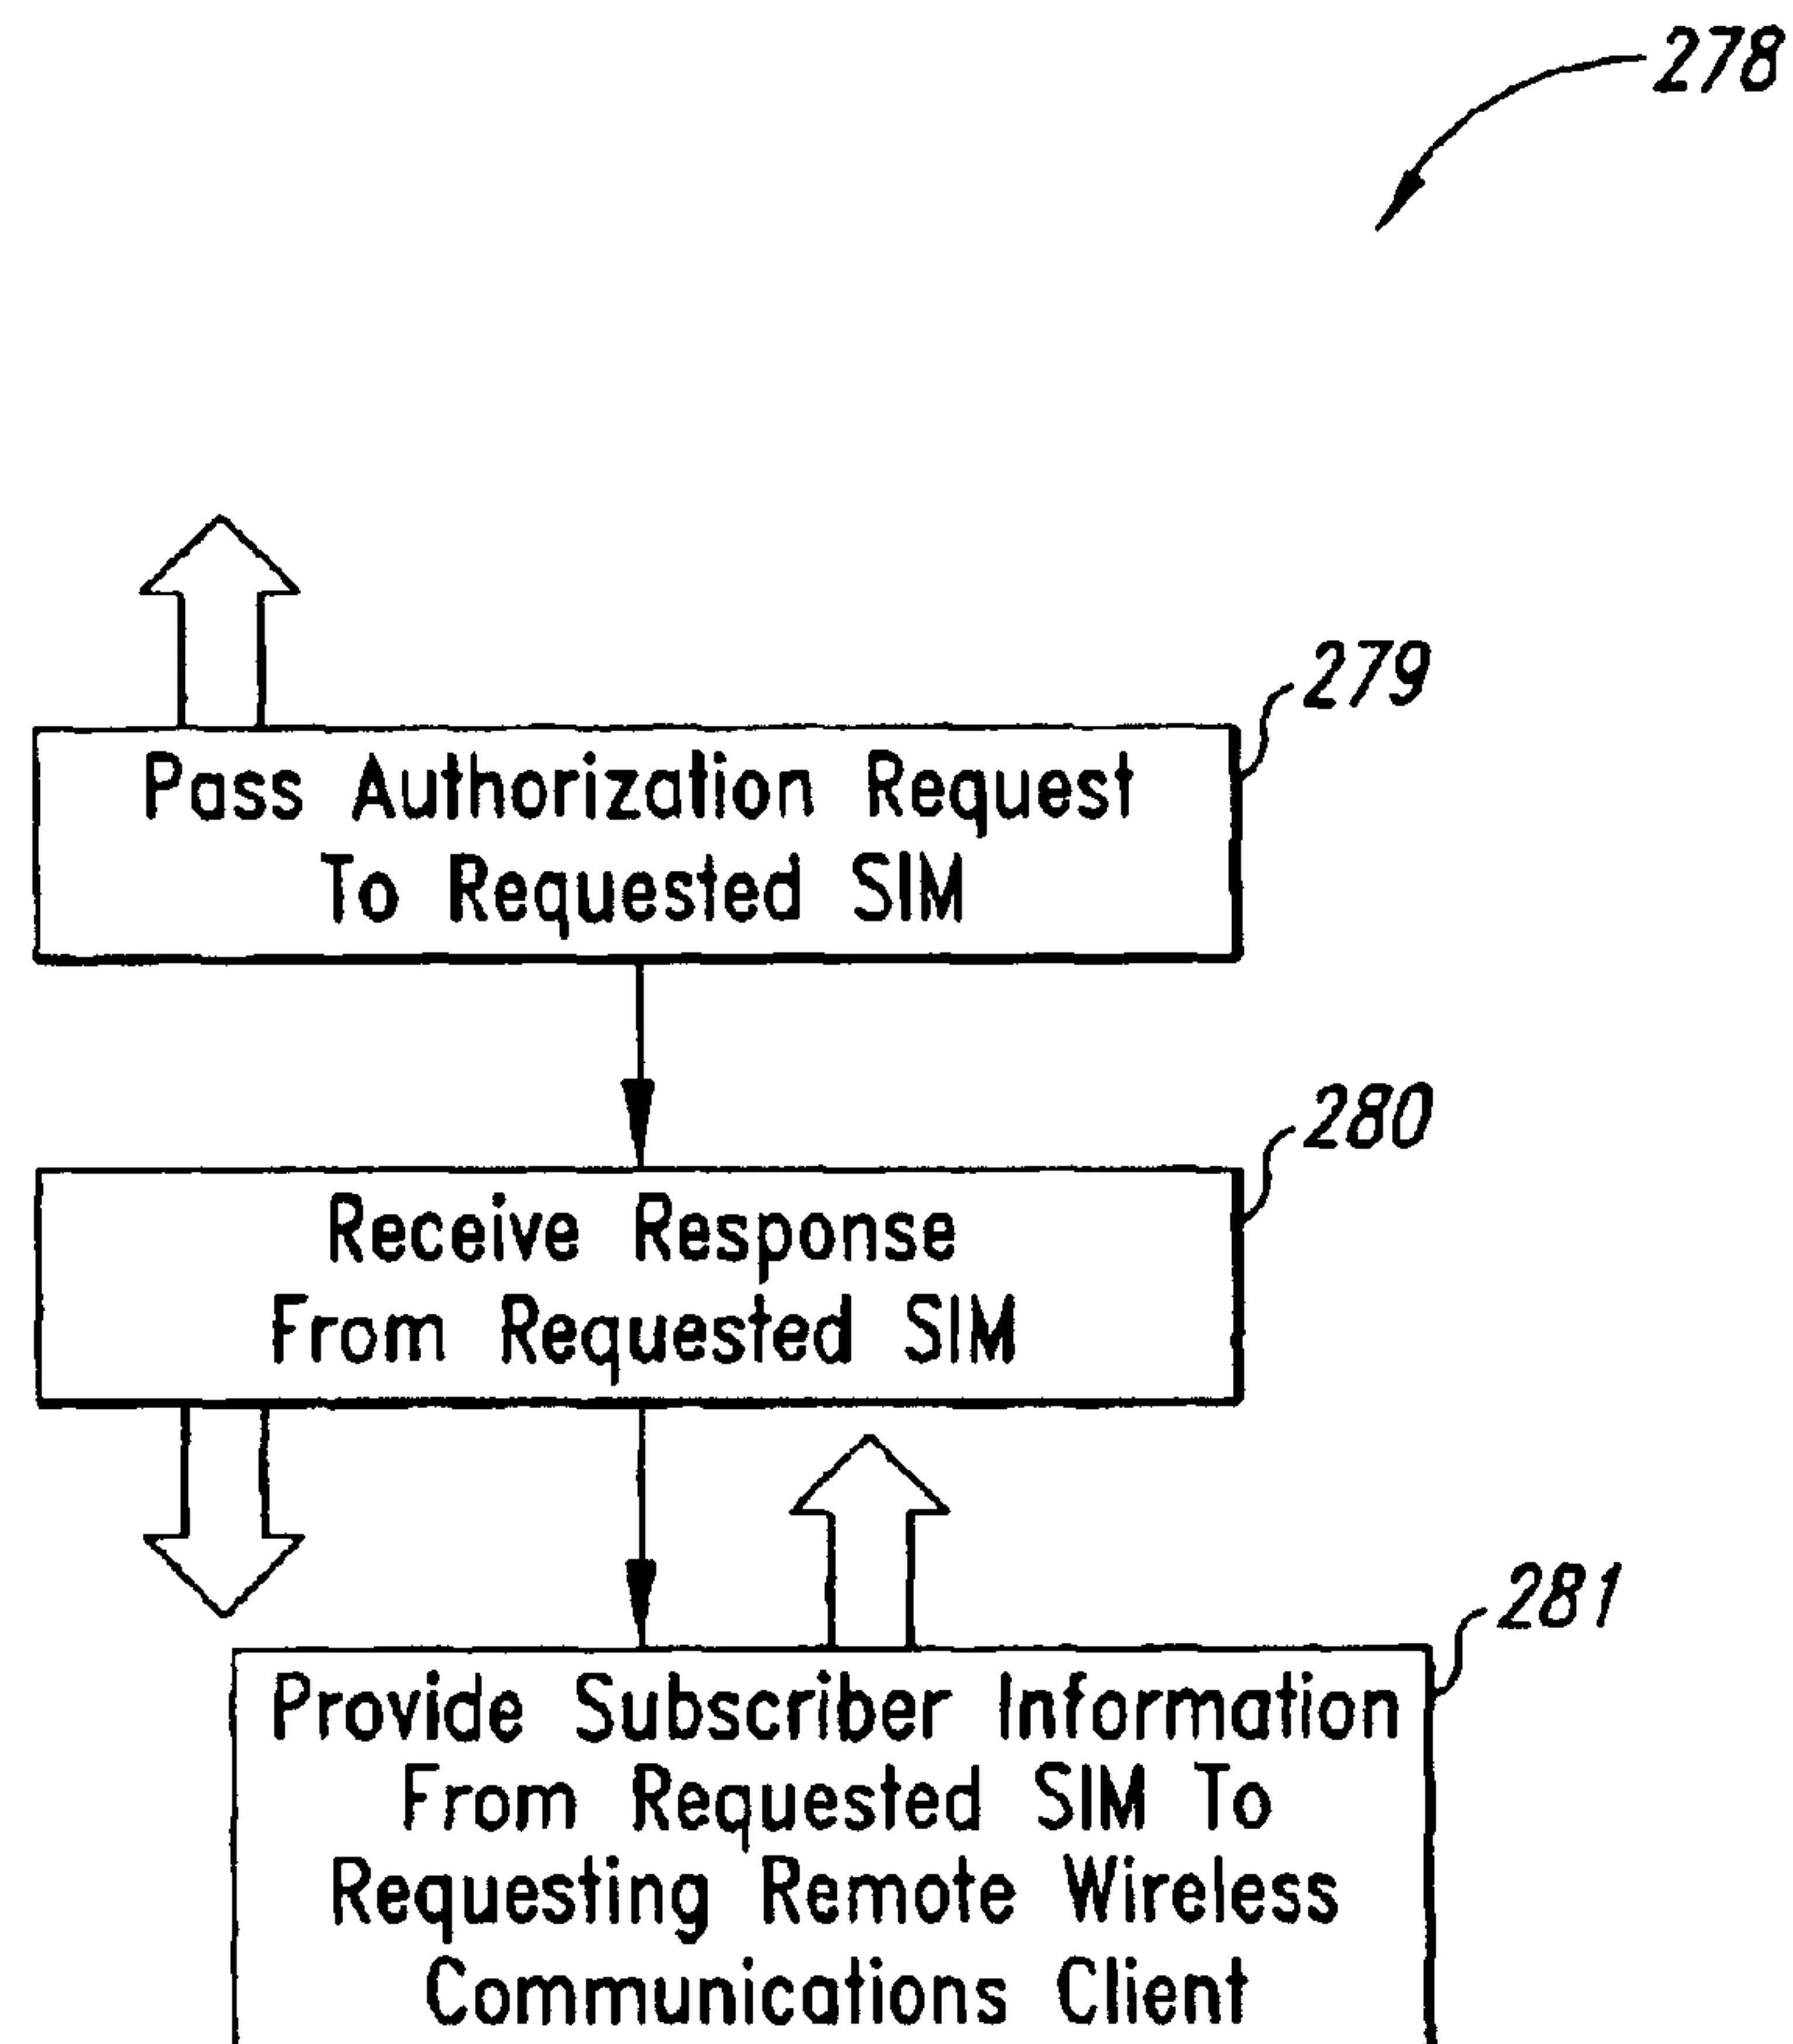 278
279
Pass Authorization Request
To Requested SIM
280
Receive Response
From Requested SIM
281
Provide Subscriber Information
From Requested SIM To
Requesting Remote Wireless
Communications Client